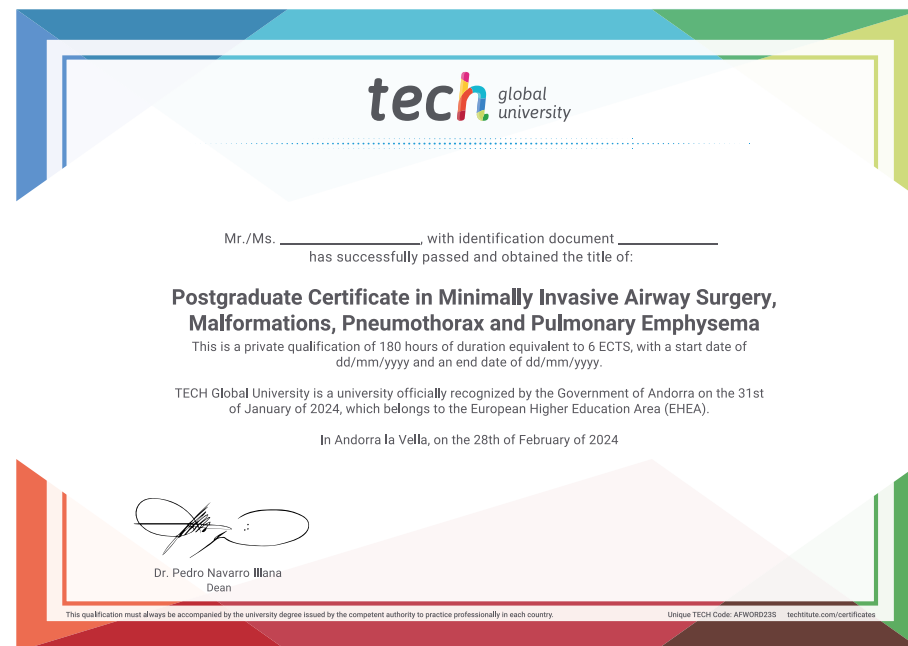 tech global university
Mr./Ms. ____________________, with identification document ______________
has successfully passed and obtained the title of:
Postgraduate Certificate in Minimally Invasive Airway Surgery,
Malformations, Pneumothorax and Pulmonary Emphysema
This is a private qualification of 180 hours of duration equivalent to 6 ECTS, with a start date of
dd/mm/yyyy and an end date of dd/mm/yyyy.
TECH Global University is a university officially recognized by the Government of Andorra on the 31st
of January of 2024, which belongs to the European Higher Education Area (EHEA).
In Andorra la Vella, on the 28th of February of 2024
Dr. Pedro Navarro Illana
Dean
This qualification must always be accompanied by the university degree issued by the competent authority to practice professionally in each country.
Unique TECH Code: AFWORD23S techtitute.com/certificates